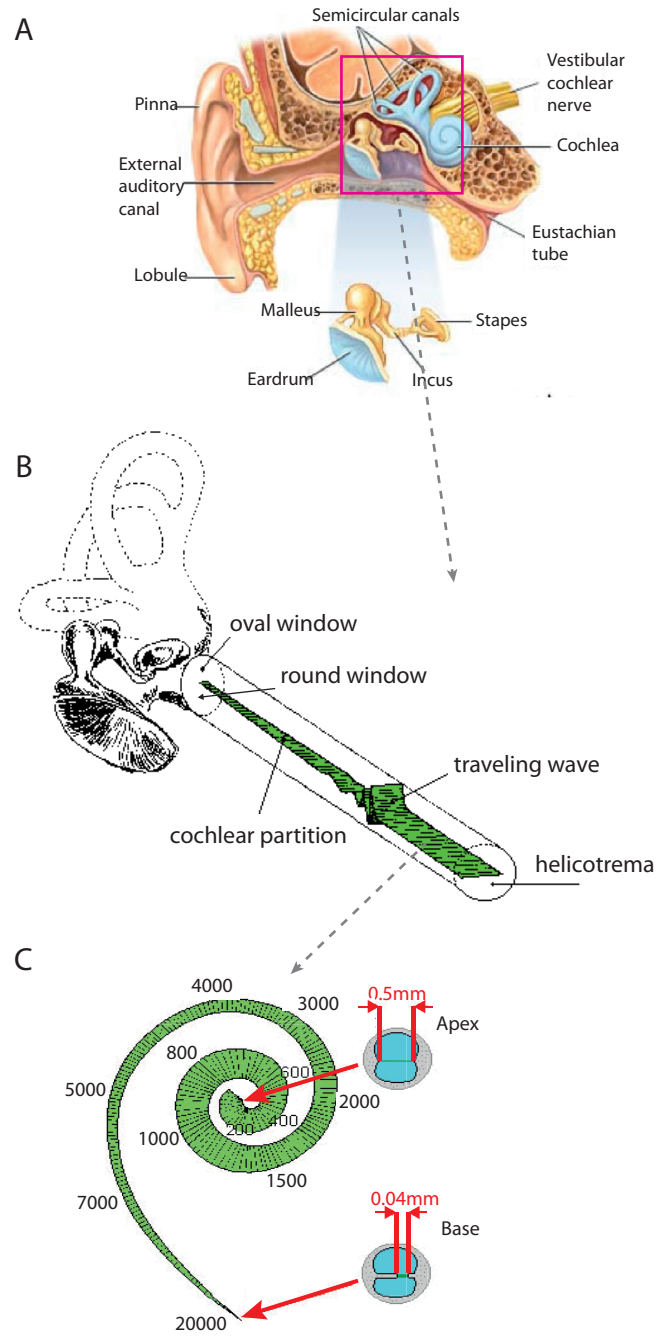 A
Semicircular canals
Vestibular
cochlear
nerve
Pinna
Cochlea
External
auditory
canal
Eustachian
tube
Lobule
Malleus
Stapes
Eardrum
Incus
B
oval window
round window
traveling wave
cochlear partition
helicotrema
C
4000
3000
0.5mm
Apex
800
600
5000
2000
400
200
1000
1500
7000
0.04mm
Base
20000